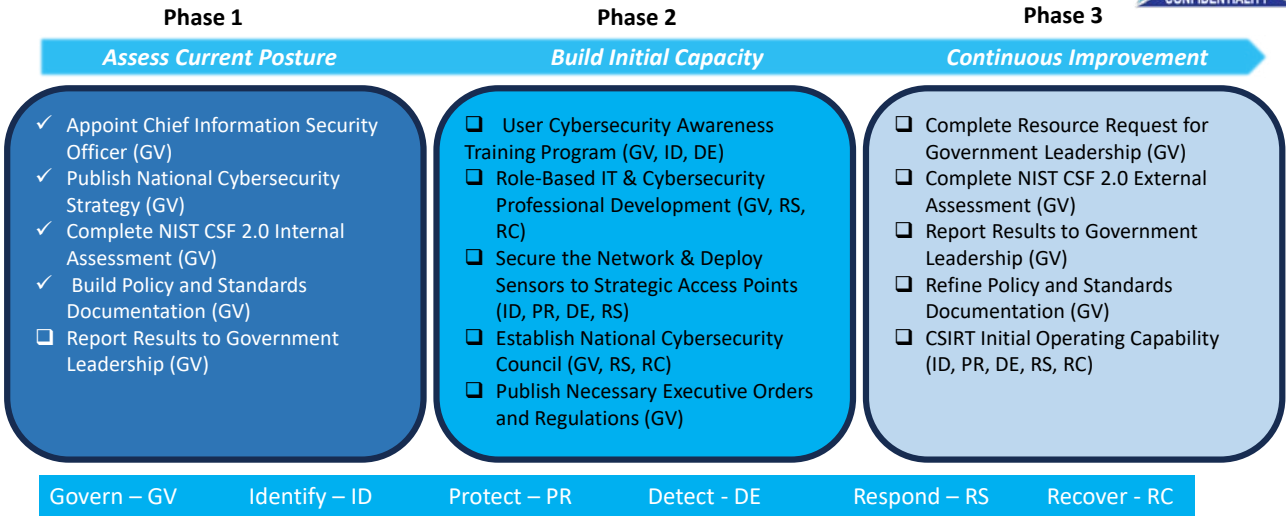 CONFIDENTIALITY
Phase 1
Phase 2
Phase 3
Assess Current Posture
Build Initial Capacity
Continuous Improvement
✓ Appoint Chief Information Security
Officer (GV)
✓ Publish National Cybersecurity
Strategy (GV)
✓ Complete NIST CSF 2.0 Internal
Assessment (GV)
✓ Build Policy and Standards
Documentation (GV)
❑ Report Results to Government
Leadership (GV)
❑ User Cybersecurity Awareness
Training Program (GV, ID, DE)
❑ Role-Based IT & Cybersecurity
Professional Development (GV, RS,
RC)
❑ Secure the Network & Deploy
Sensors to Strategic Access Points
(ID, PR, DE, RS)
❑ Establish National Cybersecurity
Council (GV, RS, RC)
❑ Publish Necessary Executive Orders
and Regulations (GV)
❑ Complete Resource Request for
Government Leadership (GV)
❑ Complete NIST CSF 2.0 External
Assessment (GV)
❑ Report Results to Government
Leadership (GV)
❑ Refine Policy and Standards
Documentation (GV)
❑ CSIRT Initial Operating Capability
(ID, PR, DE, RS, RC)
Govern – GV
Identify – ID
Protect – PR
Detect - DE
Respond – RS
Recover - RC